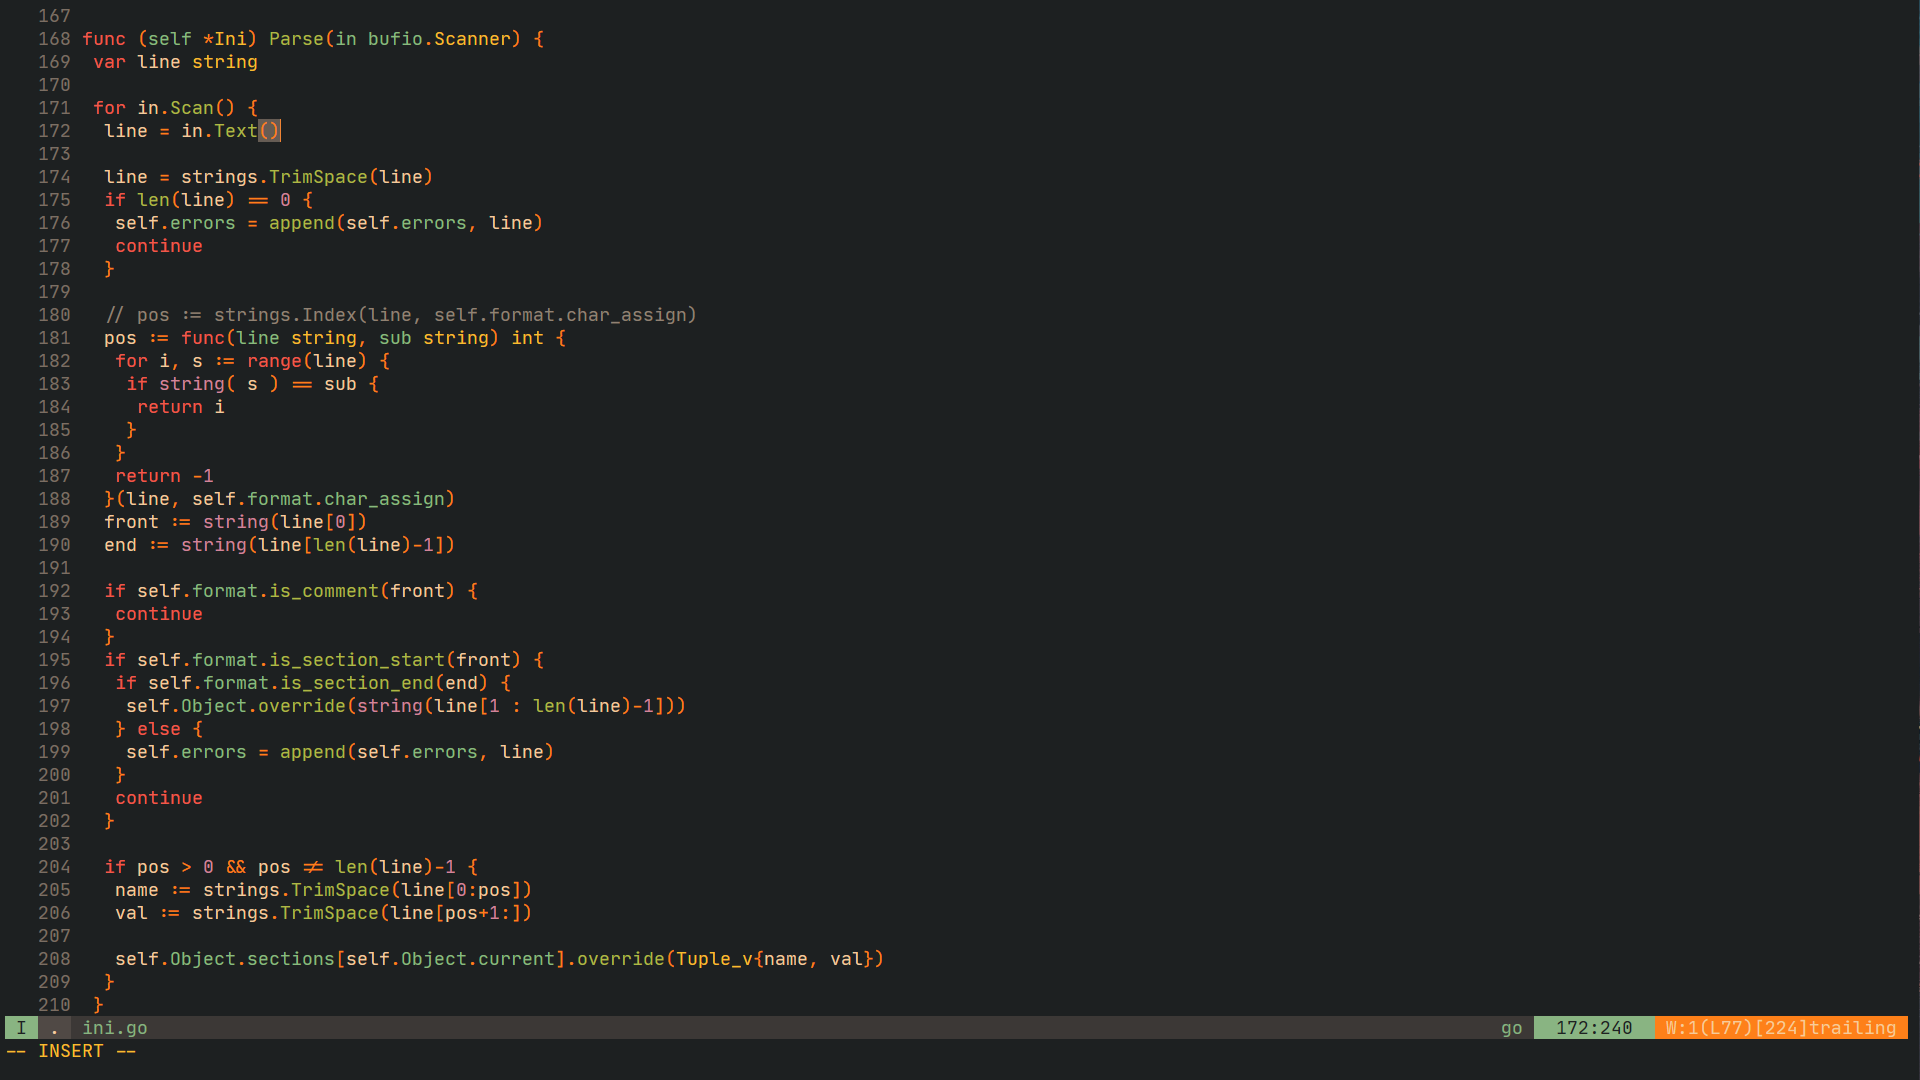 167
168 func (self *Ini) Parse(in bufio.Scanner) {
169  var line string
170
171  for in.Scan() {
172   line = in.Text()
173
174   line = strings.TrimSpace(line)
175   if len(line) == 0 {
176    self.errors = append(self.errors, line)
177    continue
178   }
179
180   // pos := strings.Index(line, self.format.char_assign)
181   pos := func(line string, sub string) int {
182    for i, s := range(line) {
183     if string( s ) == sub {
184      return i
185     }
186    }
187    return -1
188   }(line, self.format.char_assign)
189   front := string(line[0])
190   end := string(line[len(line)-1])
191
192   if self.format.is_comment(front) {
193    continue
194   }
195   if self.format.is_section_start(front) {
196    if self.format.is_section_end(end) {
197     self.Object.override(string(line[1 : len(line)-1]))
198    } else {
199     self.errors = append(self.errors, line)
200    }
201    continue
202   }
203
204   if pos > 0 && pos != len(line)-1 {
205    name := strings.TrimSpace(line[0:pos])
206    val := strings.TrimSpace(line[pos+1:])
207
208    self.Object.sections[self.Object.current].override(Tuple_v{name, val})
209   }
210  }
I . ini.go go 172:240 W:1(L77)[224]trailing
-- INSERT --